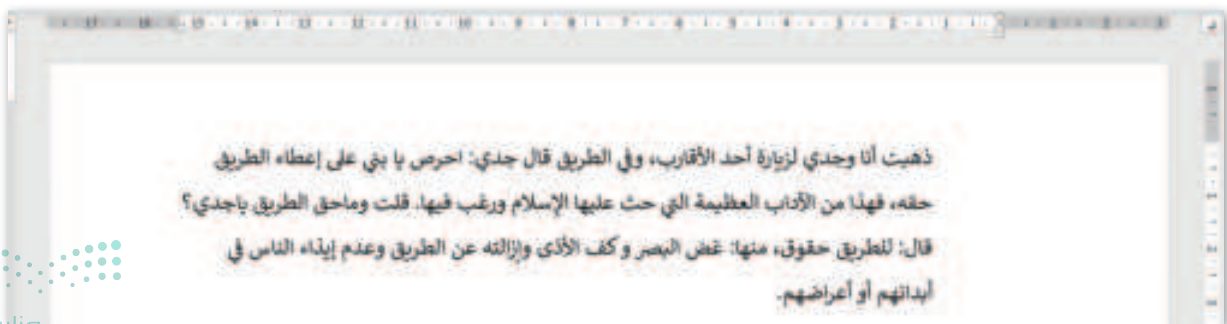 ذهبت أنا وجدي لزيارة أحد الأقارب، وفي الطريق قال جدي: احرص يا بني على إعطاء الطريق
حقه، فهذا من الآداب العظيمة التي حث عليها الإسلام ورغب فيها. قلت وماحق الطريق ياجدي؟
قال: للطريق حقوق، منها: غض البصر و كف الأذى وإزالته عن الطريق وعدم إيذاء الناس في
أبدانهم أو أعراضهم.